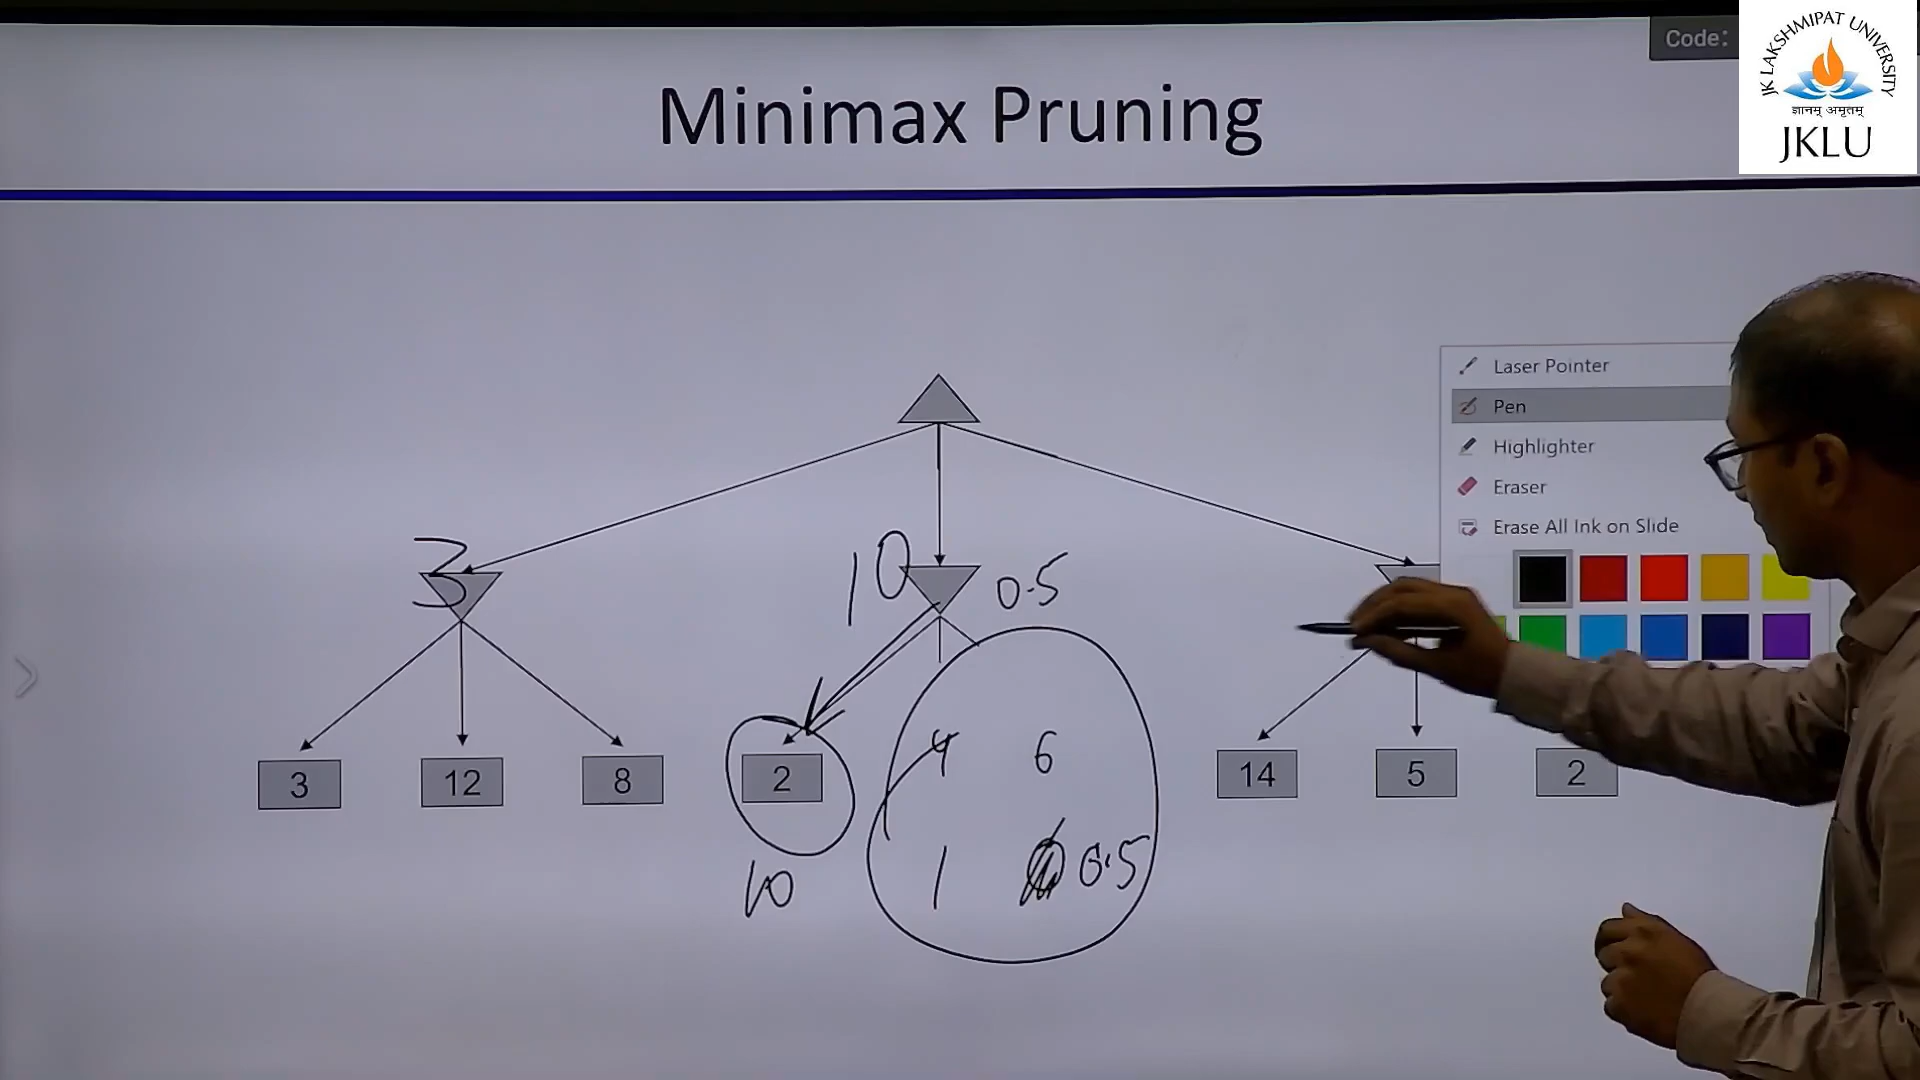 Code:
JK LAKSHMIPAT UNIVERSITY
ज्ञानम् अमृतम्
JKLU
Minimax Pruning
Laser Pointer
Pen
Highlighter
Eraser
Erase All Ink on Slide
3
10
0.5
3
12
8
2
4
6
14
5
2
10
1
0.5